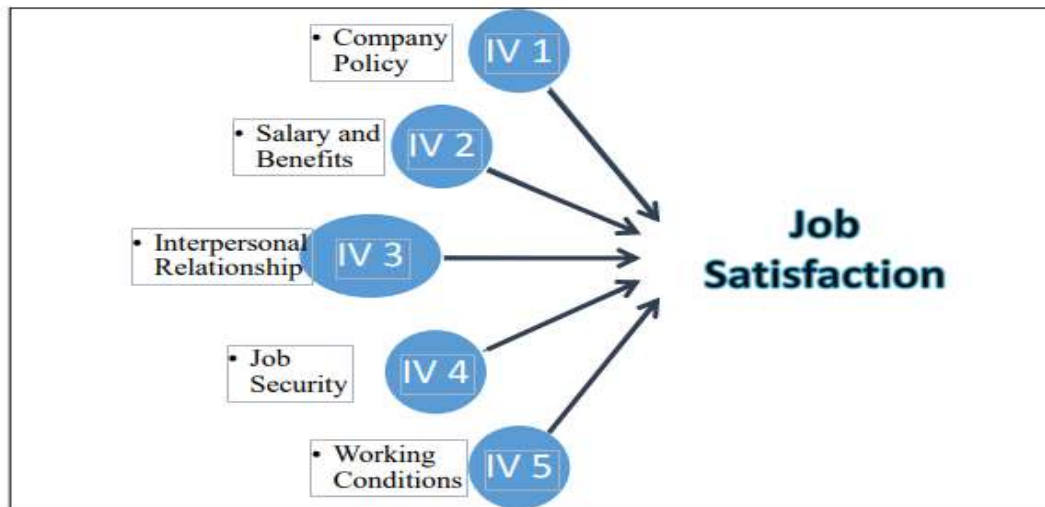 • Company
Policy
IV 1
• Salary and
Benefits
IV 2
• Interpersonal
Relationship
IV 3
• Job
Security
IV 4
• Working
Conditions
IV 5
Job
Satisfaction